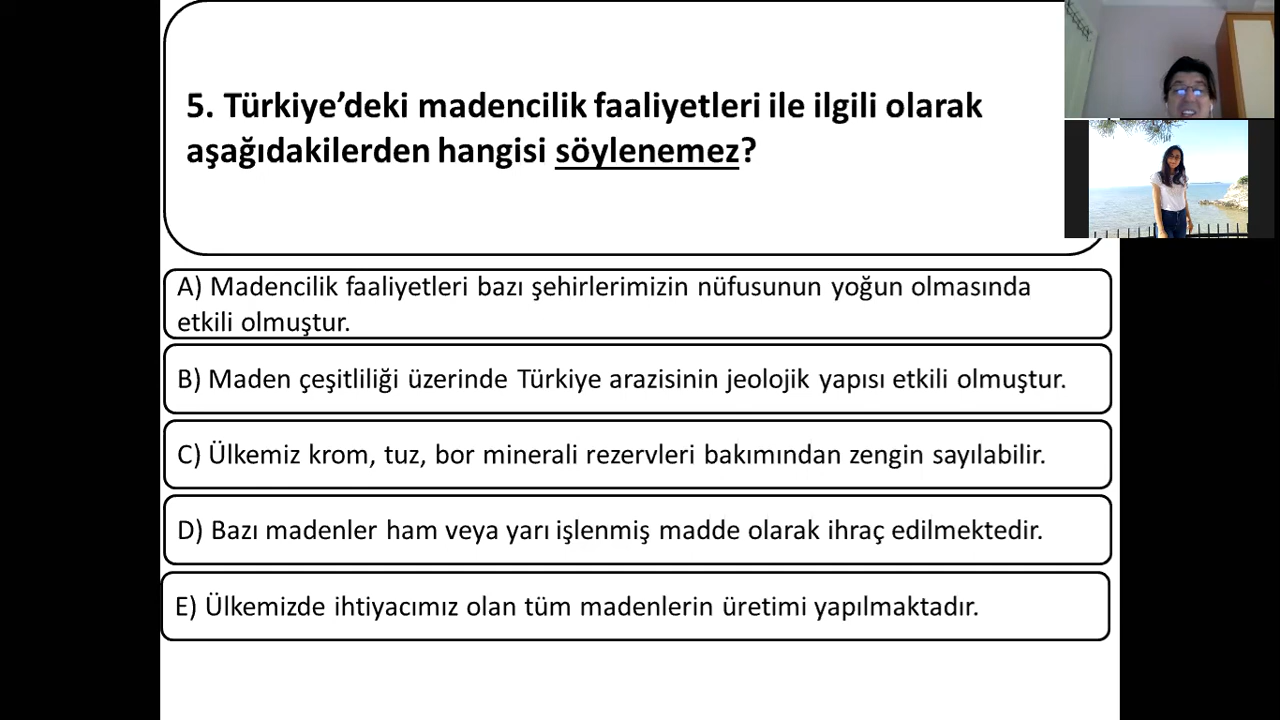 5. Türkiye’deki madencilik faaliyetleri ile ilgili olarak
aşağıdakilerden hangisi söylenemez?
A) Madencilik faaliyetleri bazı şehirlerimizin nüfusunun yoğun olmasında
etkili olmuştur.
B) Maden çeşitliliği üzerinde Türkiye arazisinin jeolojik yapısı etkili olmuştur.
C) Ülkemiz krom, tuz, bor minerali rezervleri bakımından zengin sayılabilir.
D) Bazı madenler ham veya yarı işlenmiş madde olarak ihraç edilmektedir.
E) Ülkemizde ihtiyacımız olan tüm madenlerin üretimi yapılmaktadır.